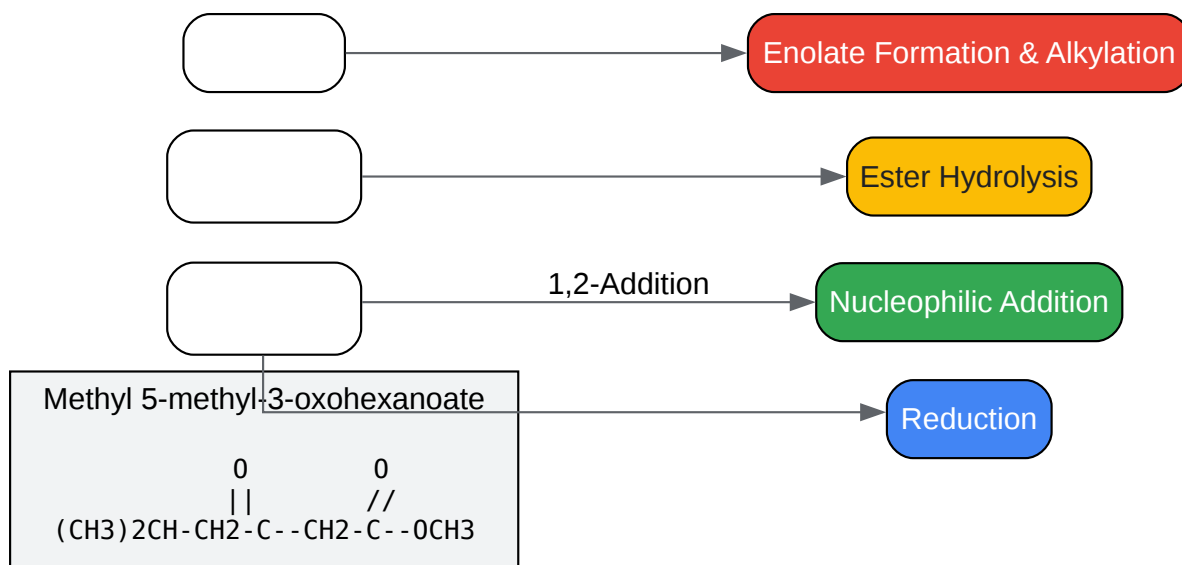 Enolate Formation & Alkylation
Ester Hydrolysis
1,2-Addition
Nucleophilic Addition
Methyl 5-methyl-3-oxohexanoate
Reduction
O O
|| //
(CH3)2CH-CH2-C--CH2-C--OCH3